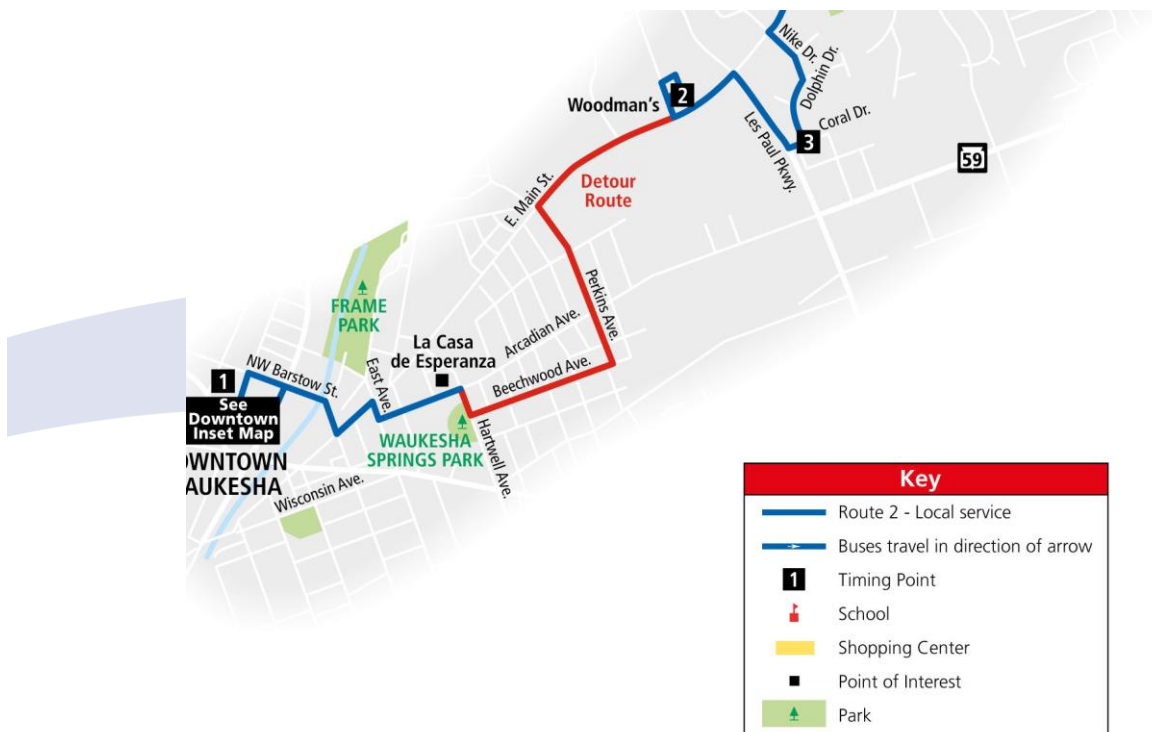 Nike Dr.
Dolphin Dr.
Woodman's
2
Coral Dr.
3
Les Paul Pkwy.
59
E. Main St.
Detour
Route
Perkins Ave.
FRAME
PARK
La Casa
de Esperanza
Arcadian Ave.
Beechwood Ave.
East Ave.
NW Barstow St.
1
See
Downtown
Inset Map
OWNTOWN
AUKESHA
WAUKESHA
SPRINGS PARK
Hartwell Ave.
Wisconsin Ave.
Key
Route 2 - Local service
Buses travel in direction of arrow
1
Timing Point
School
Shopping Center
Point of Interest
Park